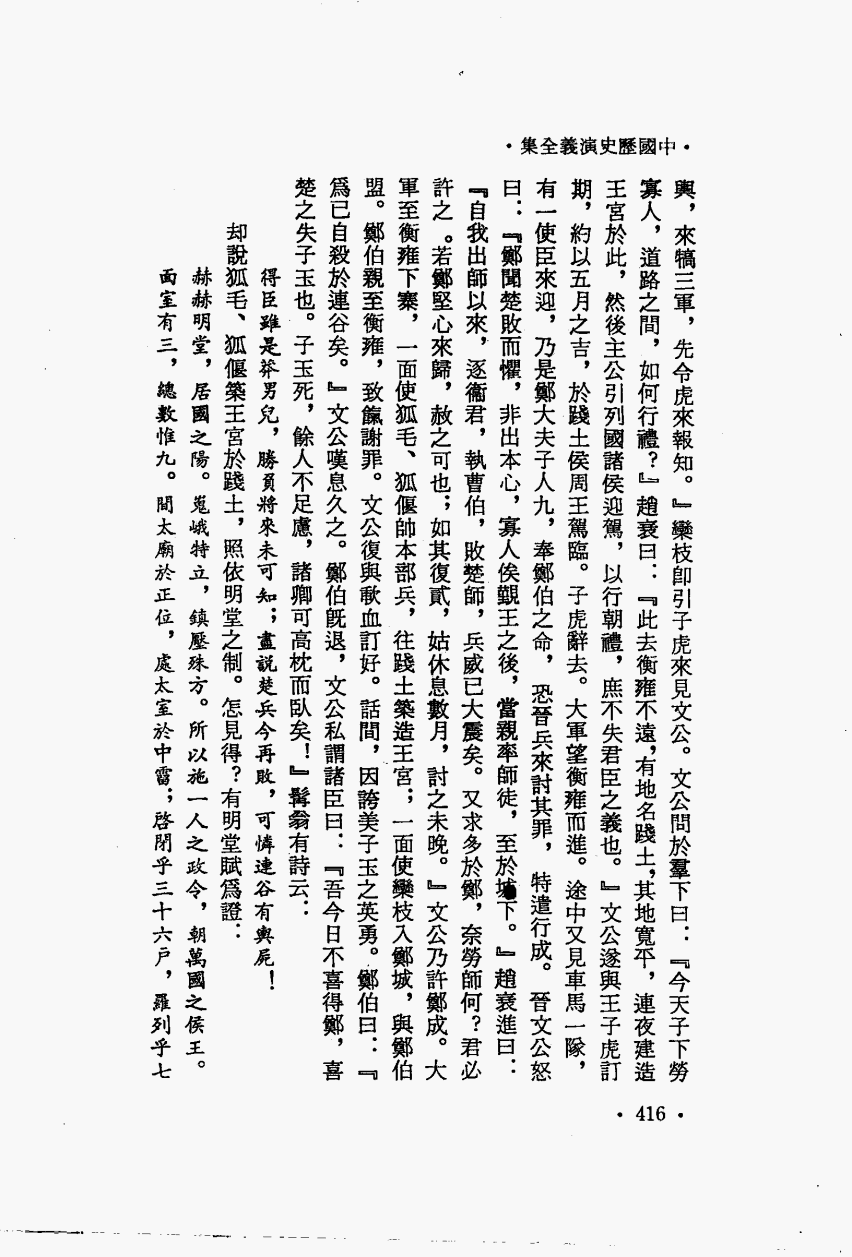 ・中國歷史演義全集・
輿，來犒三軍，先令虎來報知。』欒枝卽引子虎來見文公。文公問於羣下曰：『今天子下勞
寡人，道路之間，如何行禮？』趙衰曰：『此去衡雍不遠，有地名踐土，其地寬平，連夜建造
王宮於此，然後主公引列國諸侯迎駕，以行朝禮，庶不失君臣之義也。』文公遂與王子虎訂
期，約以五月之吉，於踐土侯周王駕臨。子虎辭去。大軍望衡雍而進。途中又見車馬一隊，
有一使臣來迎，乃是鄭大夫子人九，奉鄭伯之命，恐晉兵來討其罪，特遣行成。晉文公怒
曰：『鄭聞楚敗而懼，非出本心，寡人俟覲王之後，當親率師徒，至於城下。』趙衰進曰：
『自我出師以來，逐衞君，執曹伯，敗楚師，兵威已大震矣。又求多於鄭，奈勞師何？君必
許之。若鄭堅心來歸，赦之可也；如其復貳，姑休息數月，討之未晚。』文公乃許鄭成。大
軍至衡雍下寨，一面使狐毛、狐偃帥本部兵，往踐土築造王宮；一面使欒枝入鄭城，與鄭伯
盟。鄭伯親至衡雍，致餼謝罪。文公復與歃血訂好。話間，因誇美子玉之英勇。鄭伯曰：『
爲已自殺於連谷矣。』文公嘆息久之。鄭伯旣退，文公私謂諸臣曰：『吾今日不喜得鄭，喜
楚之失子玉也。子玉死，餘人不足慮，諸卿可高枕而臥矣！』髯翁有詩云：
得臣雖是莽男兒，勝負將來未可知；盡說楚兵今再敗，可憐連谷有輿屍！
却說狐毛、狐偃築王宮於踐土，照依明堂之制。怎見得？有明堂賦爲證：
赫赫明堂，居國之陽。嵬峨特立，鎮壓殊方。所以施一人之政令，朝萬國之侯王。
面室有三，總數惟九。間太廟於正位，處太室於中霤；啓閉乎三十六戶，羅列乎七
・416・